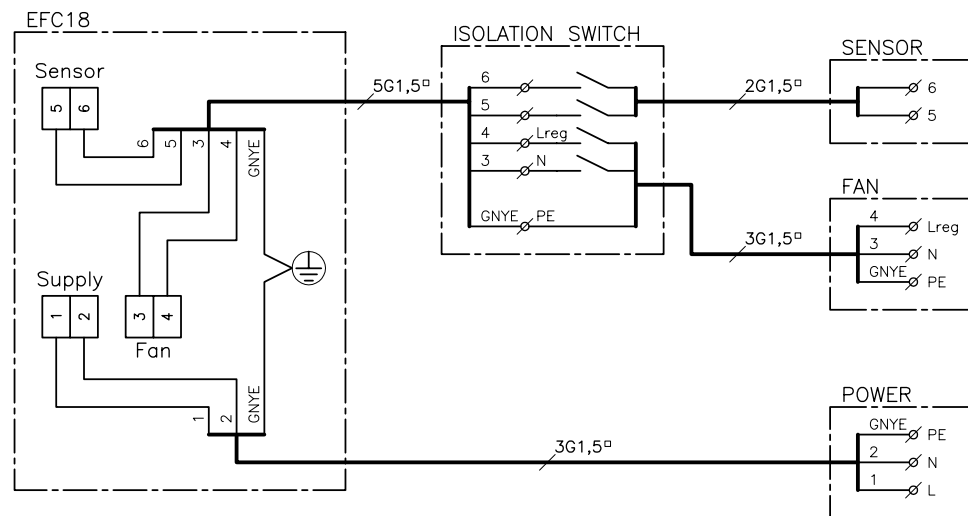 EFC18
Sensor
5 6
6 5 3 4 GNYE
Supply
1 2
3 4
Fan
1 2 GNYE
5G1,5▫
ISOLATION SWITCH
6
5
4 Lreg
3 N
GNYE PE
2G1,5▫
SENSOR
6
5
3G1,5▫
FAN
4 Lreg
3 N
GNYE PE
3G1,5▫
POWER
GNYE PE
2 N
1 L